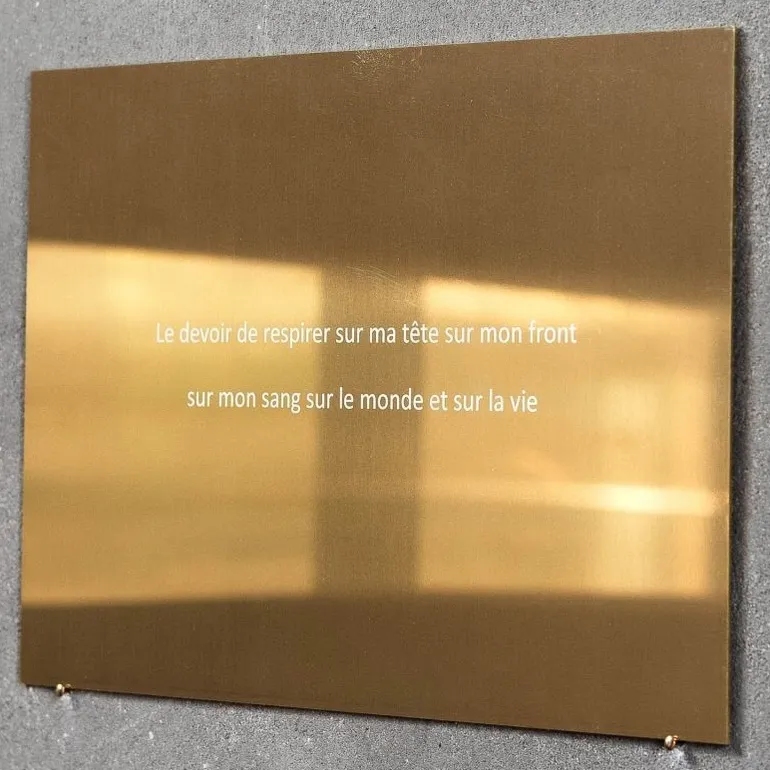 Le devoir de respirer sur ma tête sur mon front
sur mon sang sur le monde et sur la vie